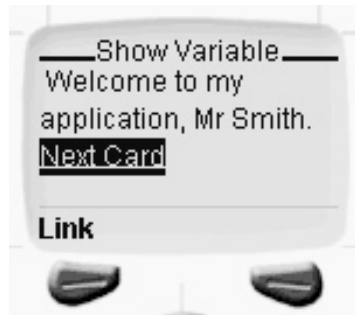 Show Variable
Welcome to my
application, Mr Smith.
Next Card
Link